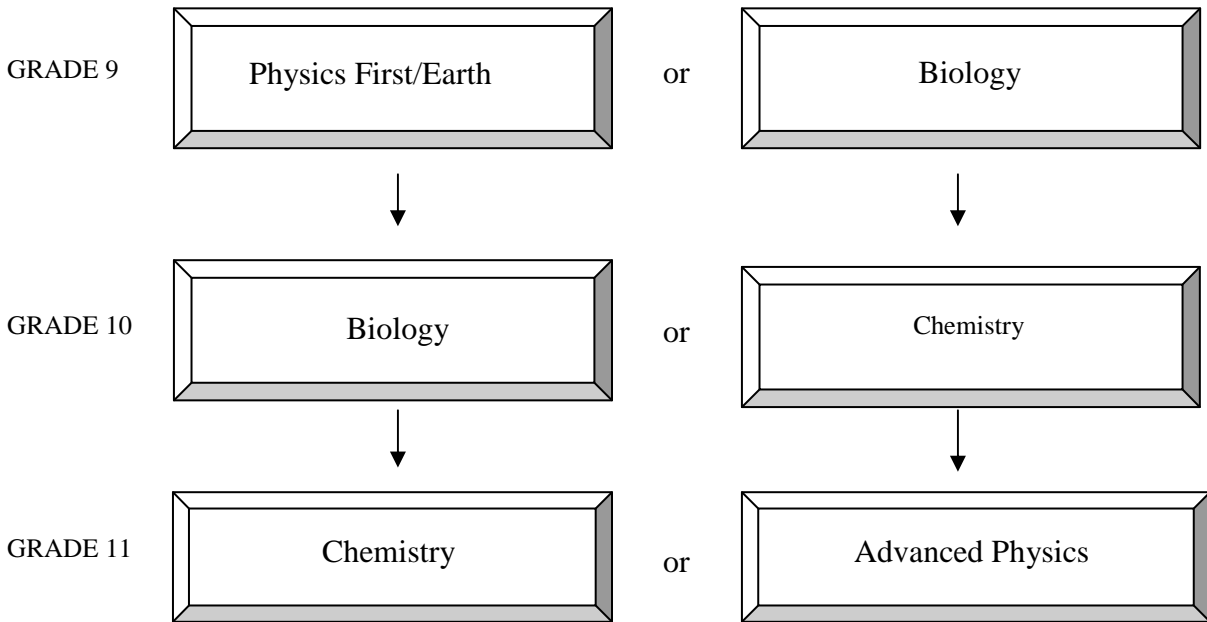 GRADE 9 Physics First/Earth or Biology
GRADE 10 Biology or Chemistry
GRADE 11 Chemistry or Advanced Physics